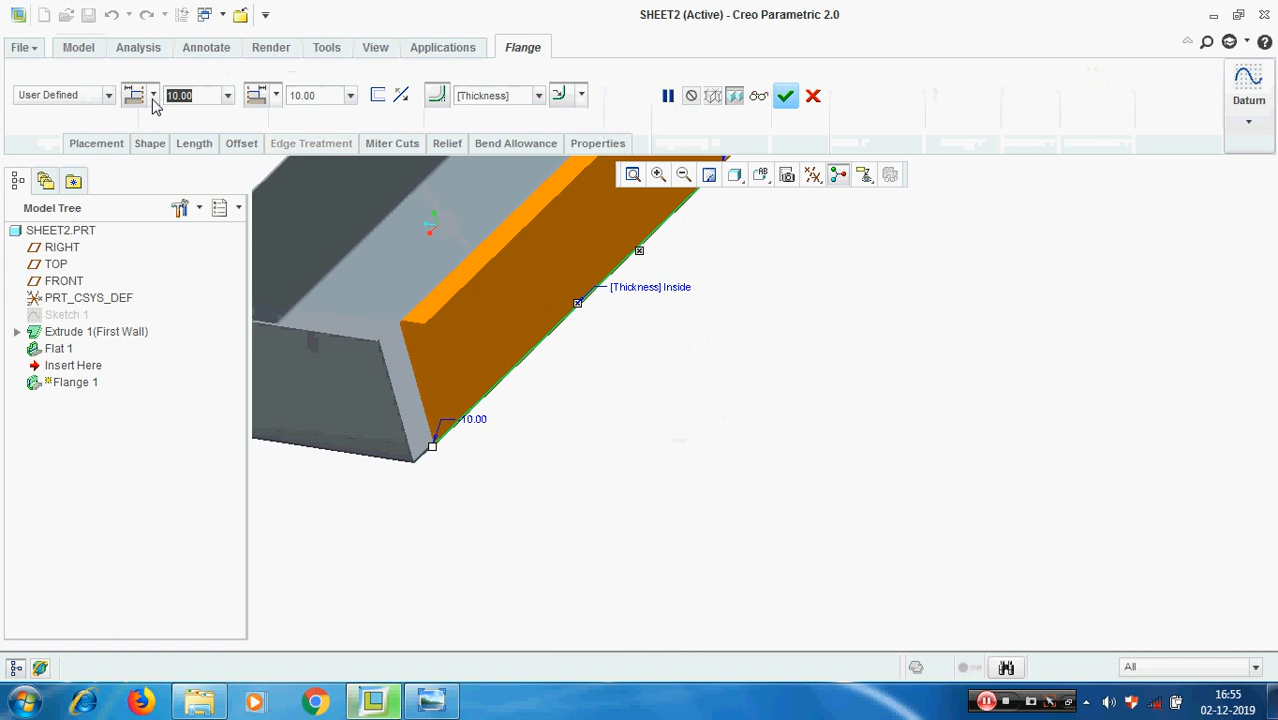 SHEET2 (Active) - Creo Parametric 2.0
File Model Analysis Annotate Render Tools View Applications Flange
User Defined 10.00 10.00 [Thickness] Datum
Placement Shape Length Offset Edge Treatment Miter Cuts Relief Bend Allowance Properties
Model Tree
SHEET2.PRT
RIGHT
TOP
FRONT
PRT_CSYS_DEF
Sketch 1
Extrude 1(First Wall)
Flat 1
Insert Here
Flange 1
[Thickness] Inside
10.00
All
16:55
02-12-2019